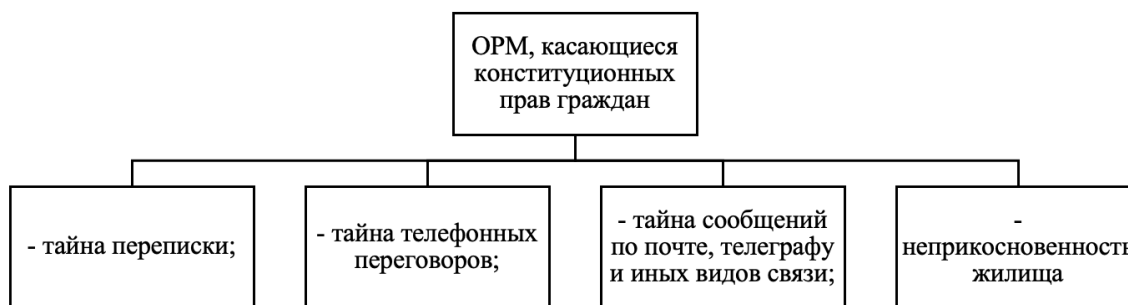 ОРМ, касающиеся
конституционных
прав граждан
- тайна переписки;
- тайна телефонных
переговоров;
- тайна сообщений
по почте, телеграфу
и иных видов связи;
-
неприкосновенность
жилища